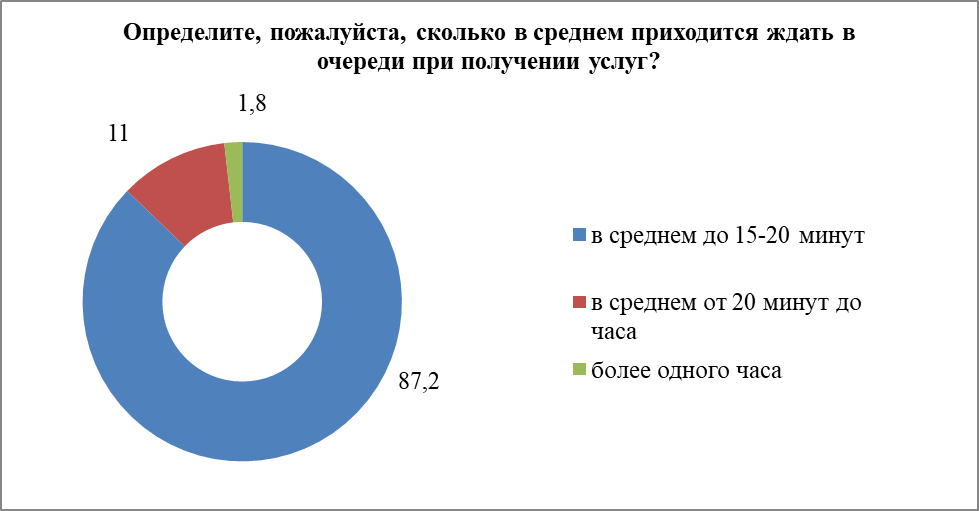 Определите, пожалуйста, сколько в среднем приходится ждать в
очереди при получении услуг?
1,8
11
87,2
в среднем до 15-20 минут
в среднем от 20 минут до
часа
более одного часа